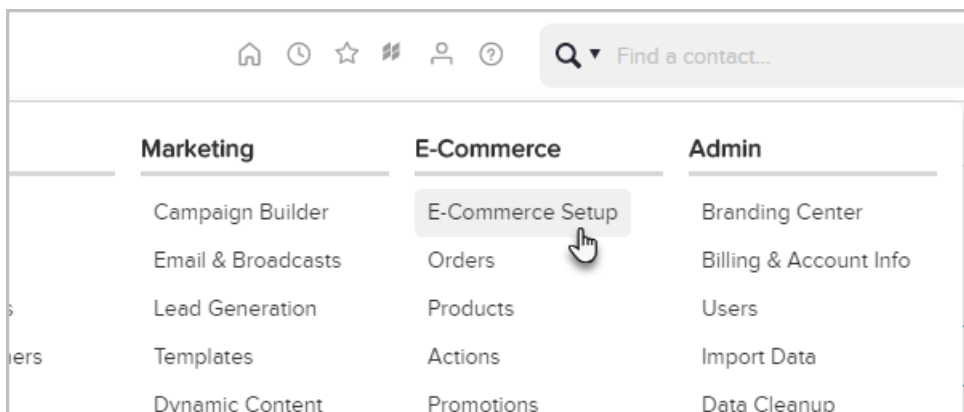 Find a contact...
Marketing
E-Commerce
Admin
Campaign Builder
E-Commerce Setup
Branding Center
Email & Broadcasts
Orders
Billing & Account Info
s
Lead Generation
Products
Users
ers
Templates
Actions
Import Data
Dynamic Content
Promotions
Data Cleanup